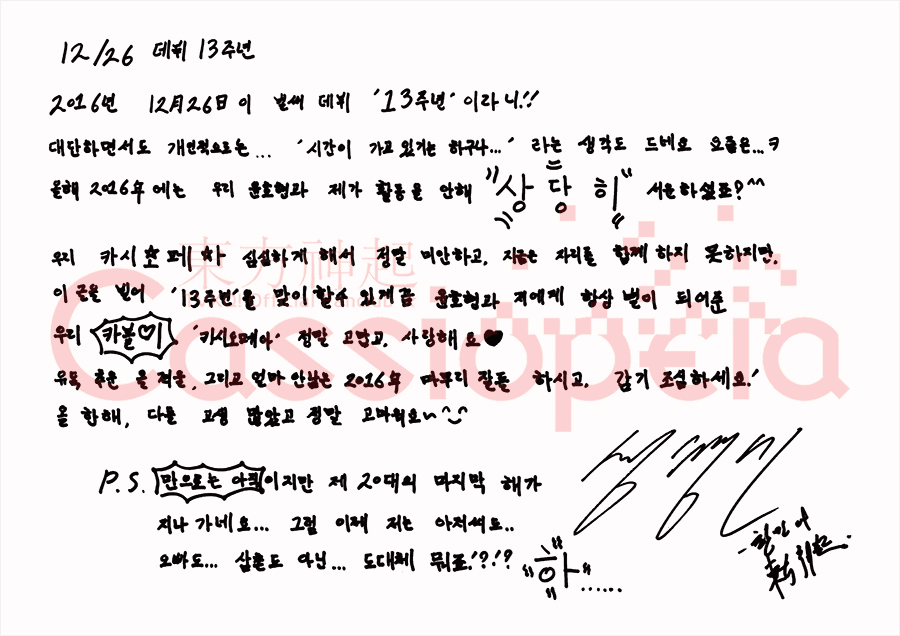 12/26 데뷔 13주년
2016년 12月26日이 벌써 데뷔 '13주년' 이라니!!
대단하면서도 개인적으로는... '시간이 가고 있기는 하구나...' 라는 생각도 드네요 오늘은...ㅋ
올해 2016年에는 우리 윤호형과 제가 활동을 안해 "상당히" 서운하셨죠?^^
우리 카시오페아 심심하게 해서 정말 미안하고, 지금은 자리를 함께 하지 못하지만,
이 글을 빌어 '13주년'을 맞이할수 있게끔 윤호형과 저에게 항상 별이 되어준
우리 카블♡기 '카시오페아' 정말 고맙고, 사랑해요♥
유독 추운 올 겨울, 그리고 얼마 안남은 2016年 마무리 잘들 하시고, 감기 조심하세요!
올 한해, 다들 고생 많았고 정말 고마워요~^-^
P.S. 만으로는 아직이지만 제 20대의 마지막 해가
지나가네요... 그럼 이제 저는 아저씨도..
오빠도... 삼촌도 아닌... 도대체 뭐죠!?!?
"하"......
東方神起
Cassiopeia